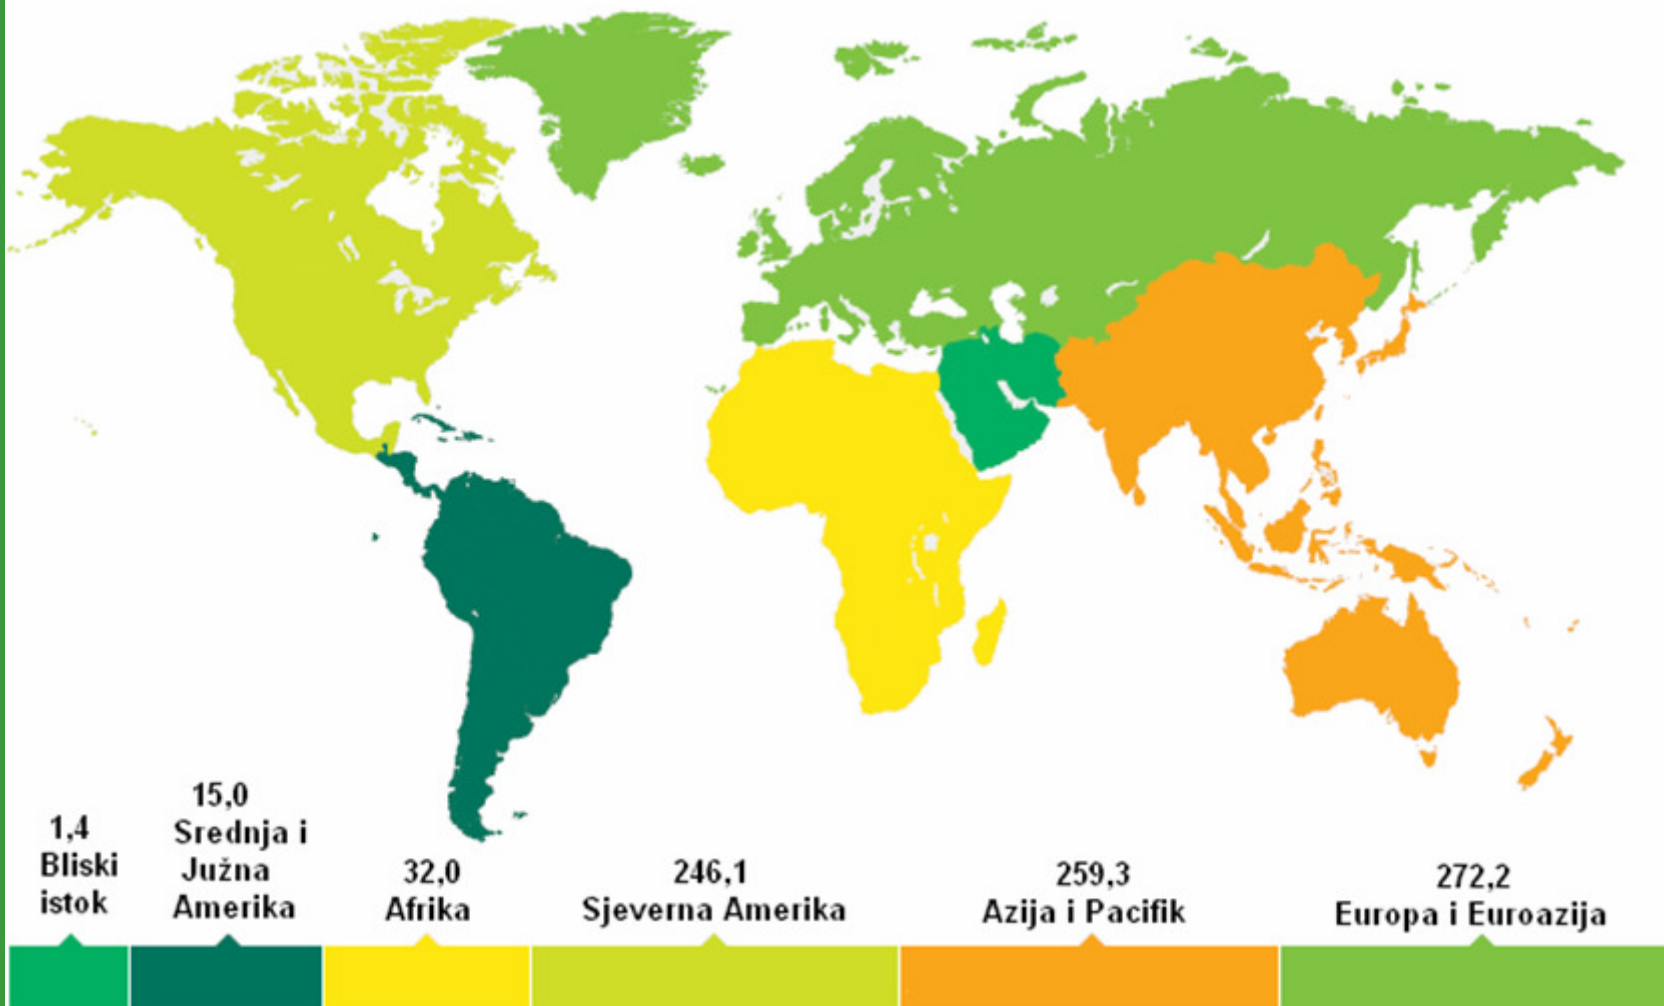 1,4
Bliski
istok
15,0
Srednja i
Južna
Amerika
32,0
Afrika
246,1
Sjeverna Amerika
259,3
Azija i Pacifik
272,2
Europa i Euroazija